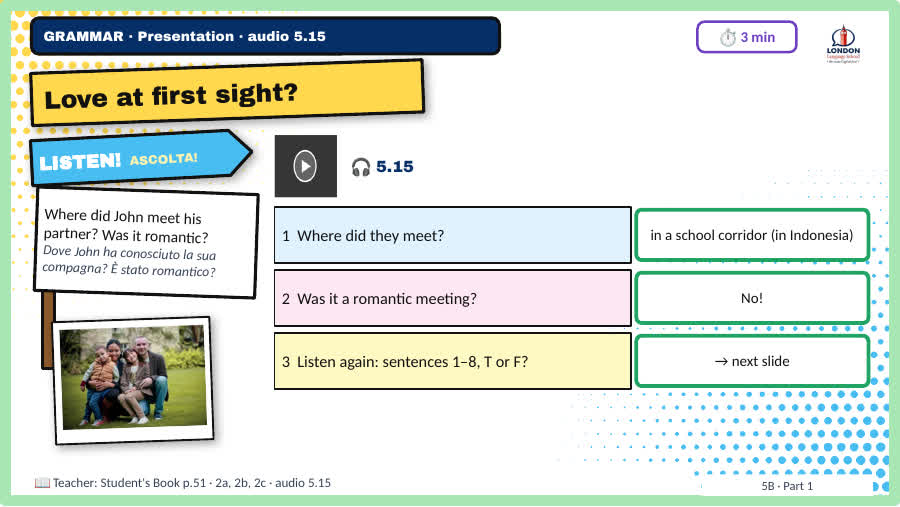 GRAMMAR · Presentation · audio 5.15
⏱️ 3 min
LONDON
Language School
Love at first sight?
LISTEN! ASCOLTA!
🎧 5.15
Where did John meet his
partner? Was it romantic?
Dove John ha conosciuto la sua
compagna? È stato romantico?
1 Where did they meet?
in a school corridor (in Indonesia)
2 Was it a romantic meeting?
No!
3 Listen again: sentences 1–8, T or F?
→ next slide
📖 Teacher: Student's Book p.51 · 2a, 2b, 2c · audio 5.15
5B · Part 1